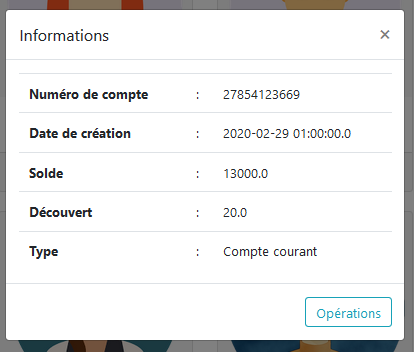 Informations ×
Numéro de compte : 27854123669
Date de création : 2020-02-29 01:00:00.0
Solde : 13000.0
Découvert : 20.0
Type : Compte courant
Opérations